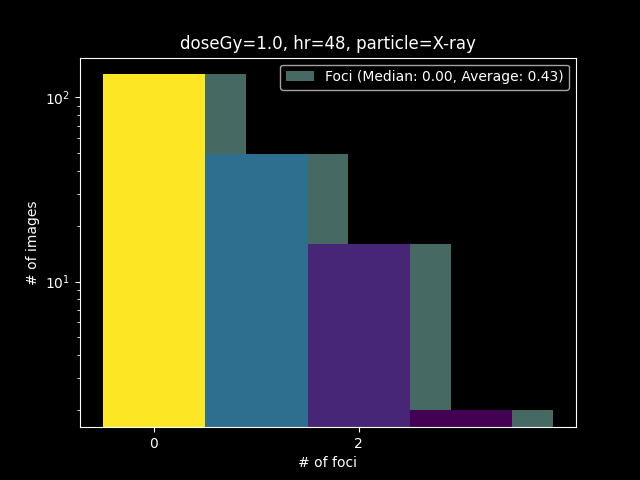 doseGy=1.0, hr=48, particle=X-ray
Foci (Median: 0.00, Average: 0.43)
10²
# of images
10¹
0 2
# of foci